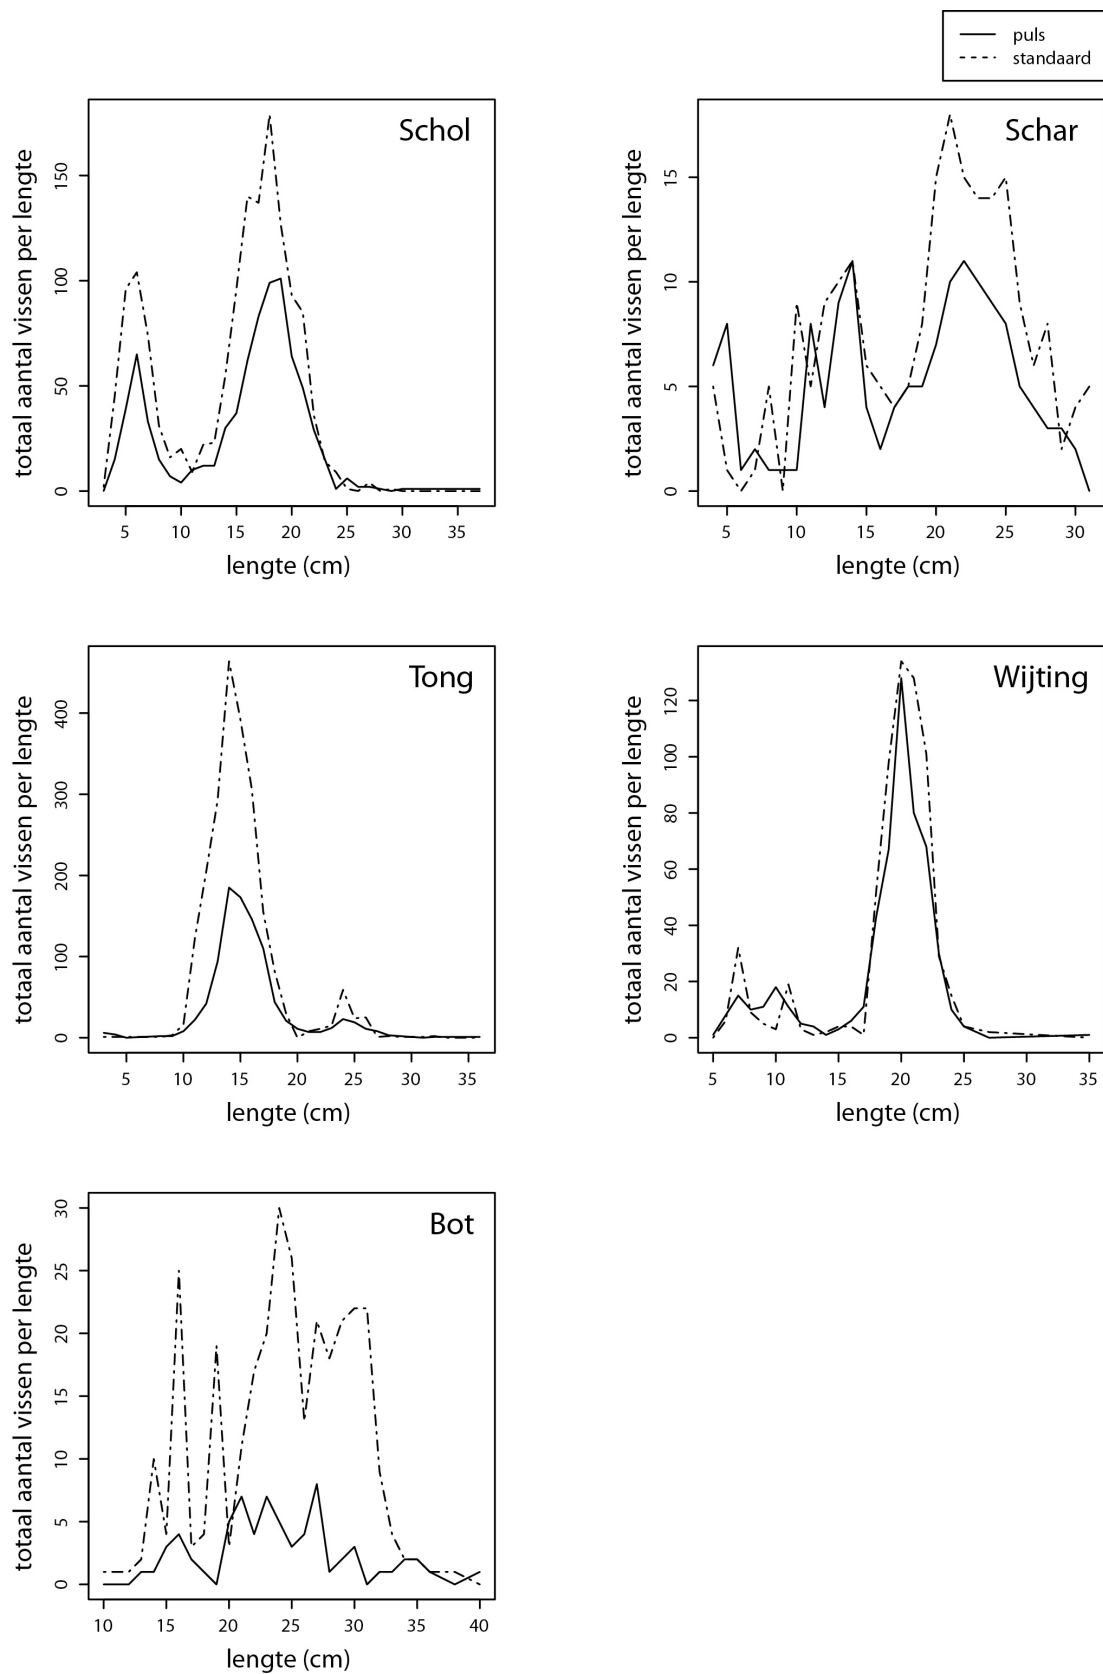 puls
standaard
Schol
totaal aantal vissen per lengte
0 50 100 150
5 10 15 20 25 30 35
lengte (cm)
Schar
totaal aantal vissen per lengte
0 5 10 15
5 10 15 20 25 30
lengte (cm)
Tong
totaal aantal vissen per lengte
0 100 200 300 400
5 10 15 20 25 30 35
lengte (cm)
Wijting
totaal aantal vissen per lengte
0 20 40 60 80 100 120
5 10 15 20 25 30 35
lengte (cm)
Bot
totaal aantal vissen per lengte
0 5 10 15 20 25 30
10 15 20 25 30 35 40
lengte (cm)